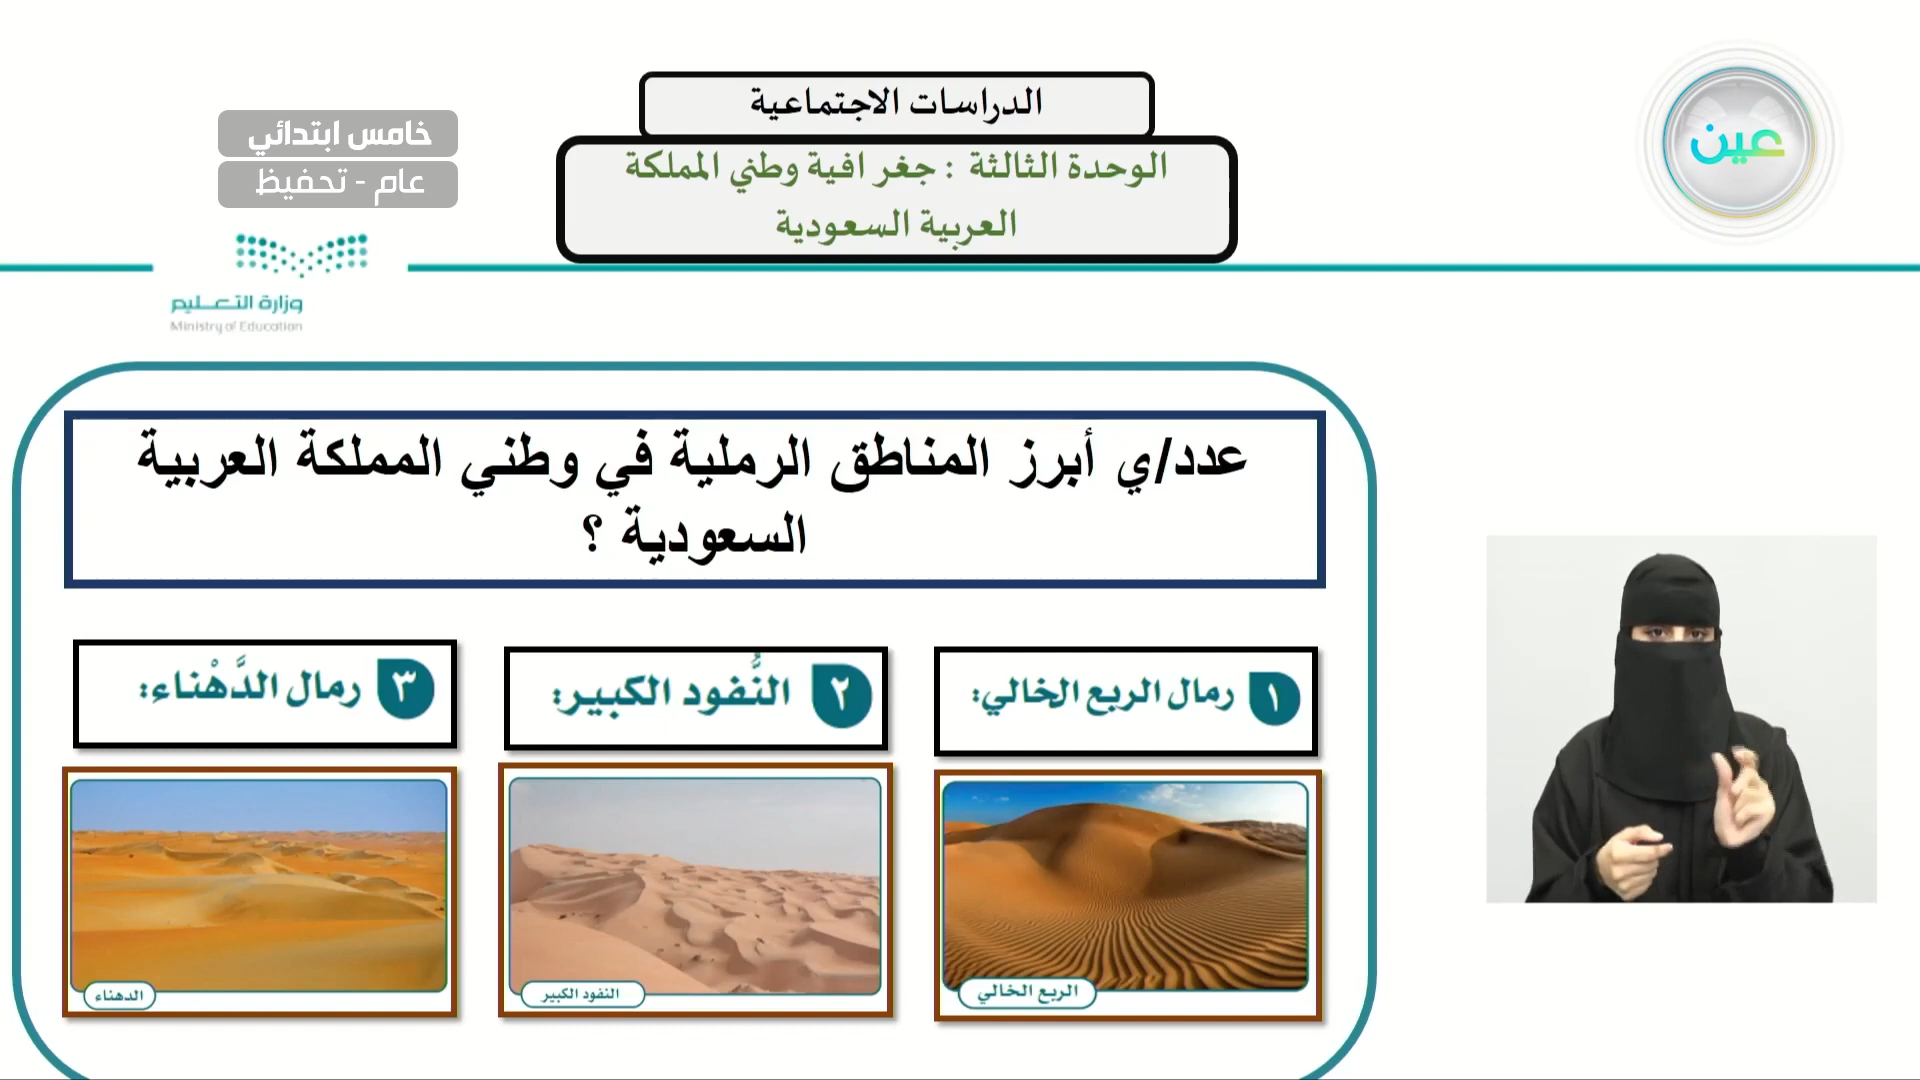 الدراسات الاجتماعية
الوحدة الثالثة : جغرافية وطني المملكة
العربية السعودية
خامس ابتدائي
عام - تحفيظ
عين
وزارة التعليم
Ministry of Education
عدد/ي أبرز المناطق الرملية في وطني المملكة العربية
السعودية ؟
١ رمال الربع الخالي:
٢ النُّفود الكبير:
٣ رمال الدَّهْناء:
الربع الخالي
النفود الكبير
الدهناء